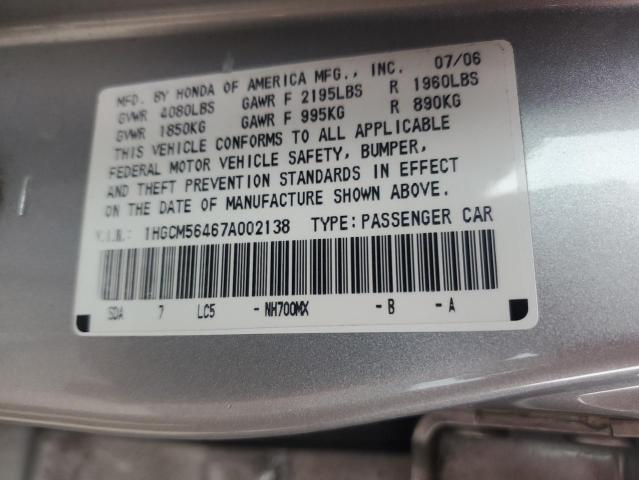 MFD. BY HONDA OF AMERICA MFG., INC. 07/06
GVWR 4080LBS GAWR F 2195LBS R 1960LBS
GVWR 1850KG GAWR F 995KG R 890KG
THIS VEHICLE CONFORMS TO ALL APPLICABLE
FEDERAL MOTOR VEHICLE SAFETY, BUMPER,
AND THEFT PREVENTION STANDARDS IN EFFECT
ON THE DATE OF MANUFACTURE SHOWN ABOVE.
V.I.N.: 1HGCM56467A002138 TYPE:PASSENGER CAR
SDA 7 LC5 -NH700MX -B -A